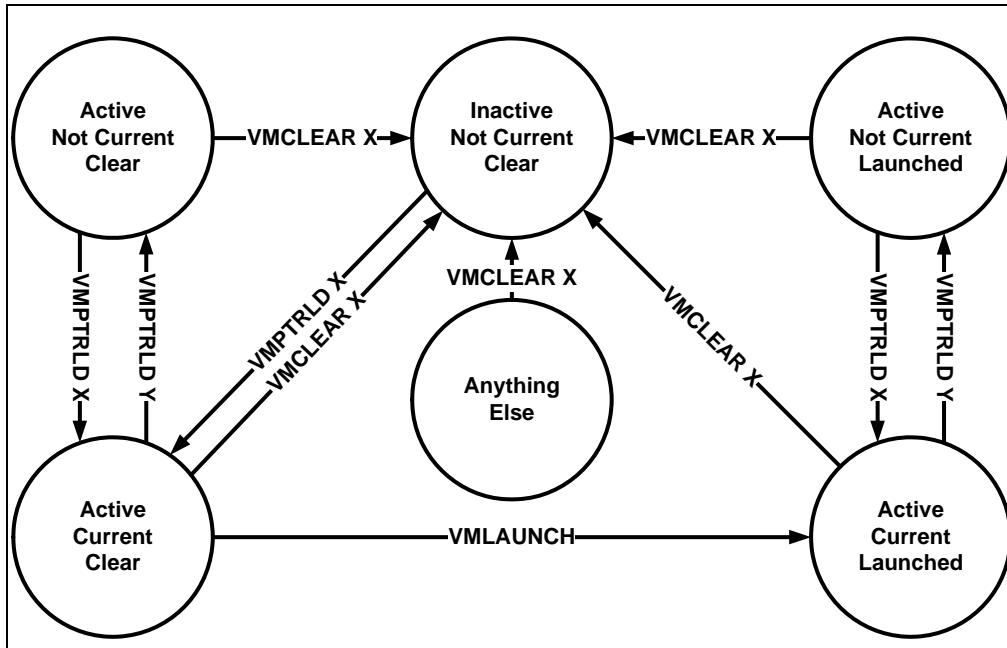 Active
Not Current
Clear
Inactive
Not Current
Clear
Active
Not Current
Launched
VMCLEAR X
VMCLEAR X
VMPTRLD X
VMPTRLD Y
VMPTRLD X
VMCLEAR X
VMCLEAR X
Anything
Else
VMCLEAR X
VMPTRLD X
VMPTRLD Y
Active
Current
Clear
VMLAUNCH
Active
Current
Launched